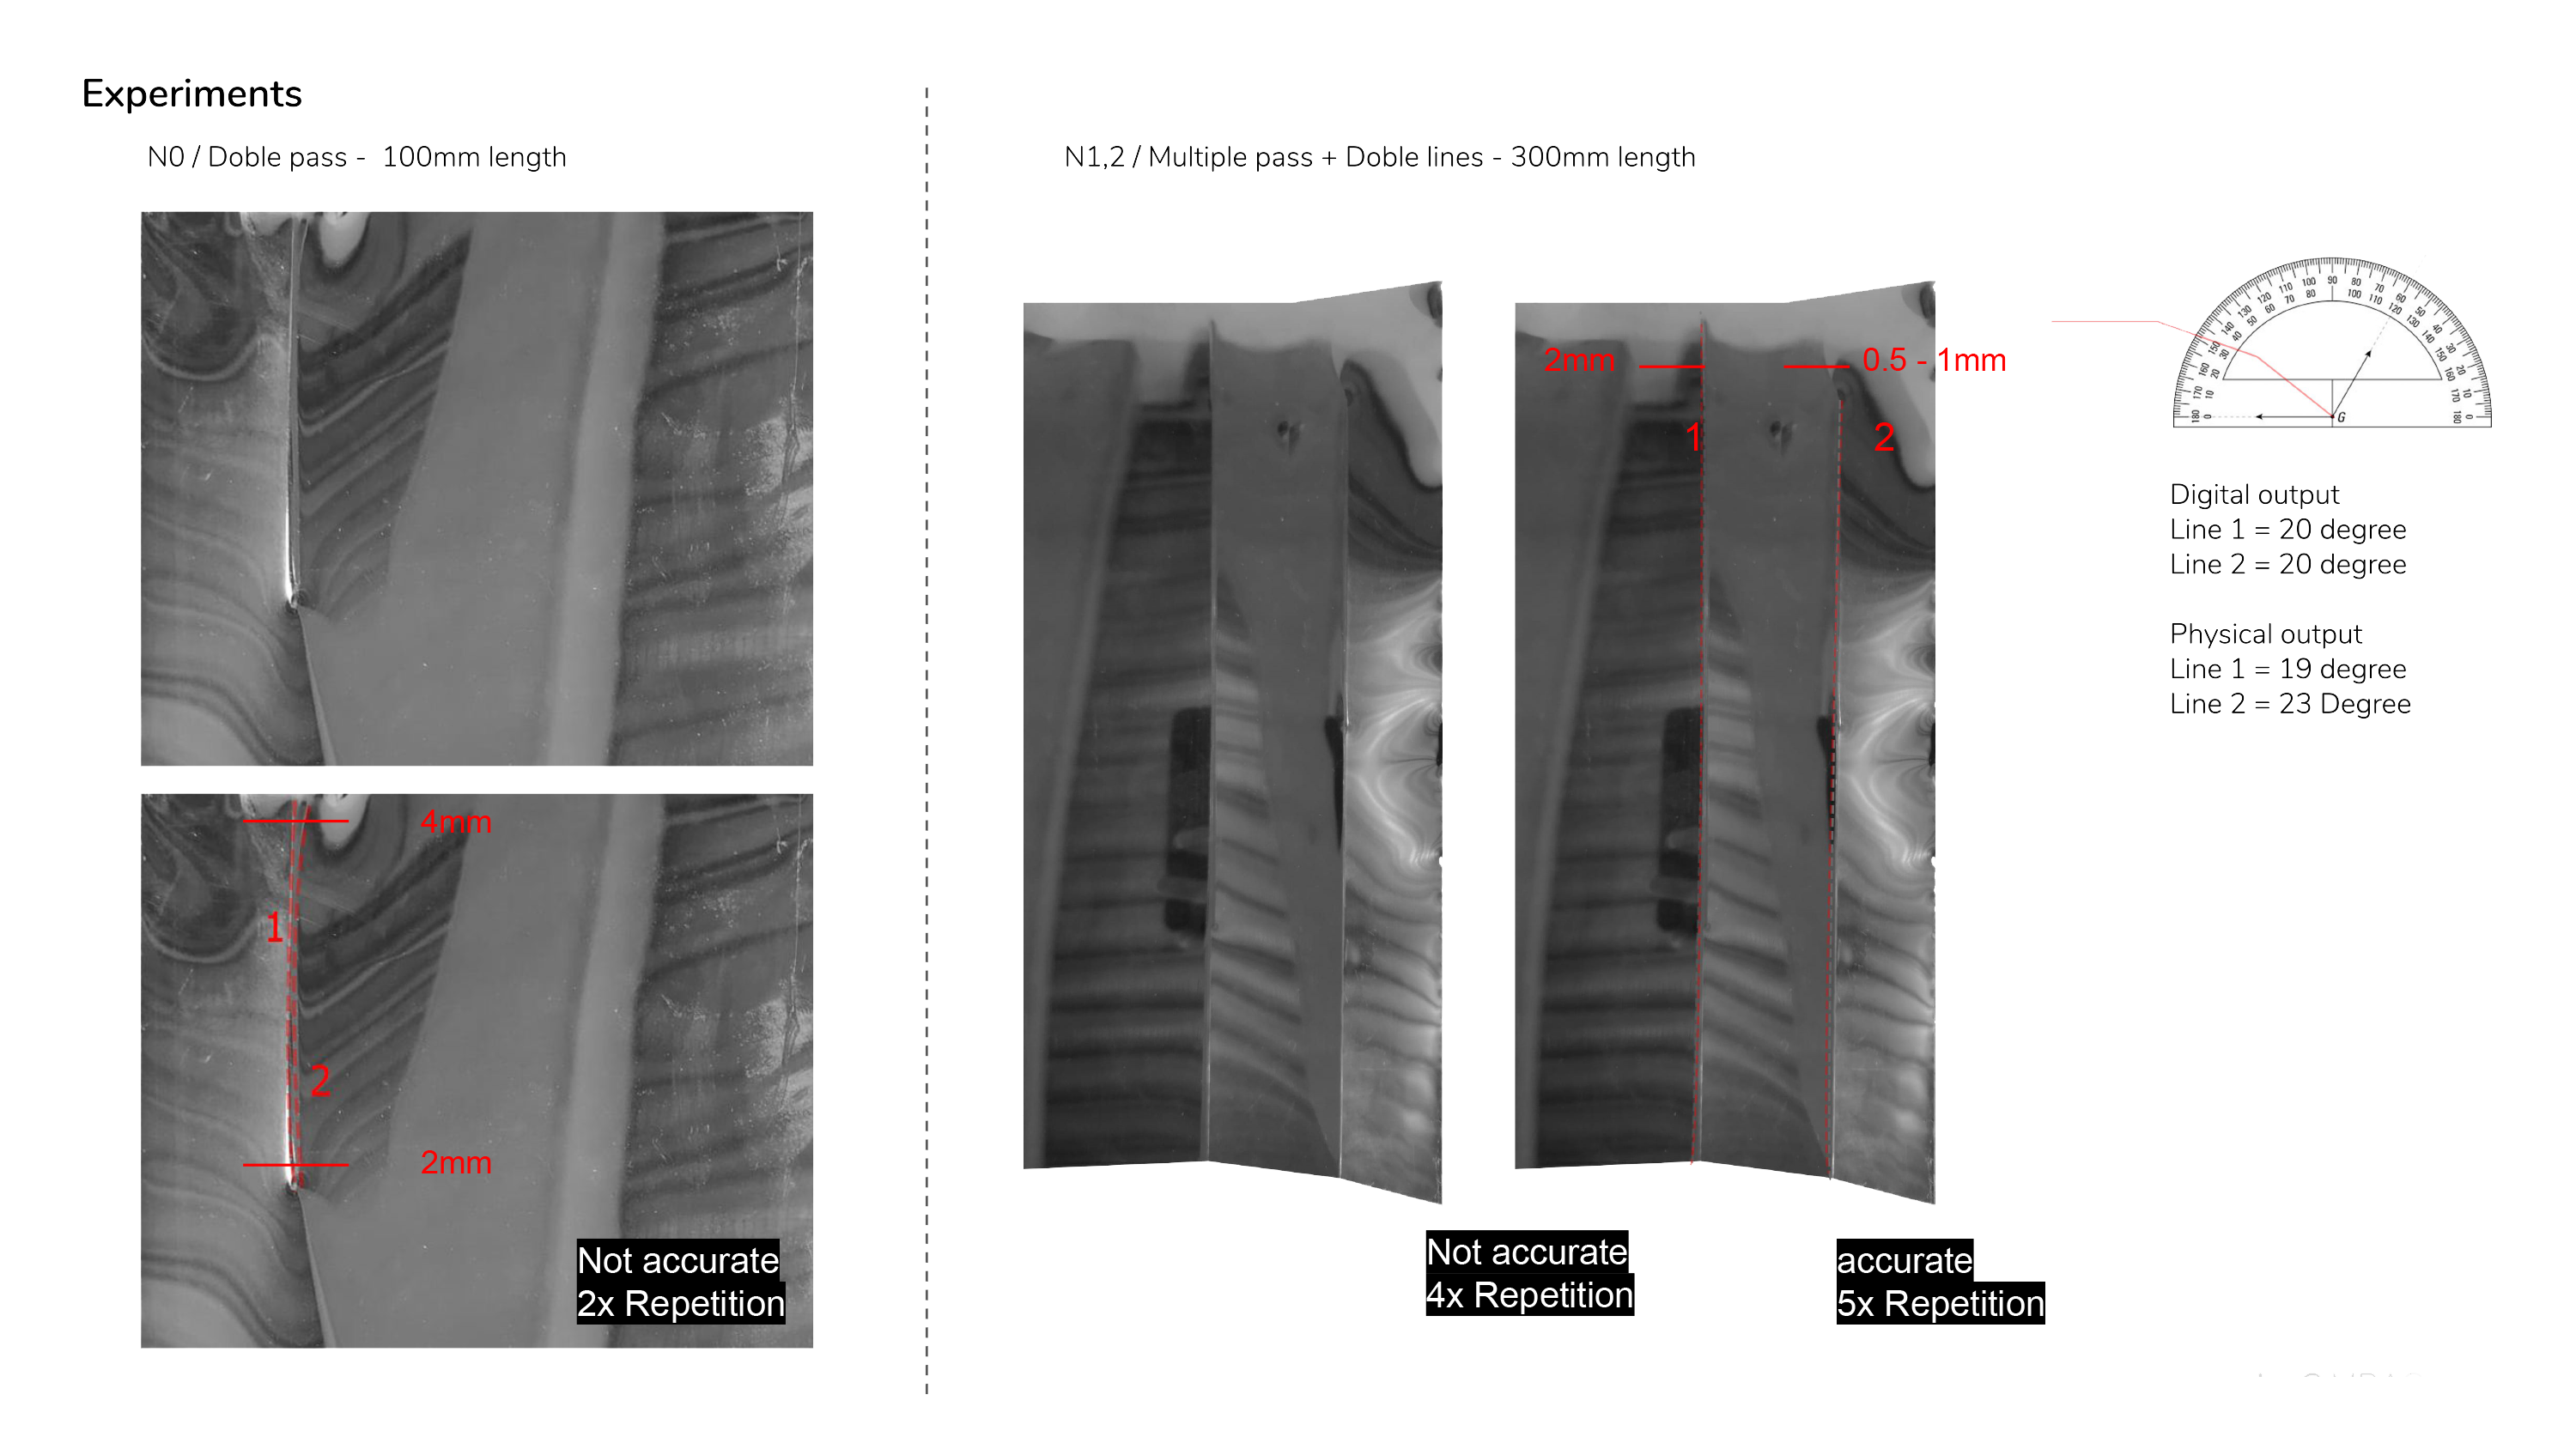 Experiments
N0 / Doble pass - 100mm length
4mm
1
2
2mm
Not accurate
2x Repetition
N1,2 / Multiple pass + Doble lines - 300mm length
2mm
0.5 - 1mm
1
2
Not accurate
4x Repetition
accurate
5x Repetition
G
Digital output
Line 1 = 20 degree
Line 2 = 20 degree
Physical output
Line 1 = 19 degree
Line 2 = 23 Degree